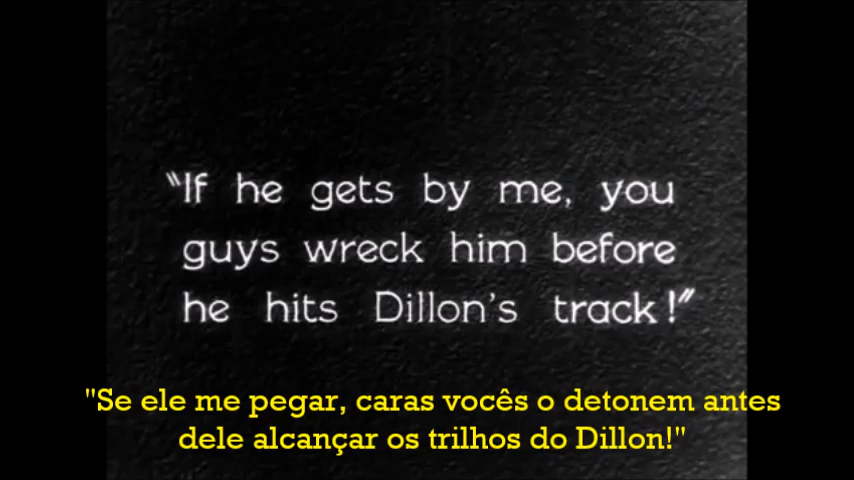 "If he gets by me, you
guys wreck him before
he hits Dillon's track!"
"Se ele me pegar, caras vocês o detonem antes
dele alcançar os trilhos do Dillon!"